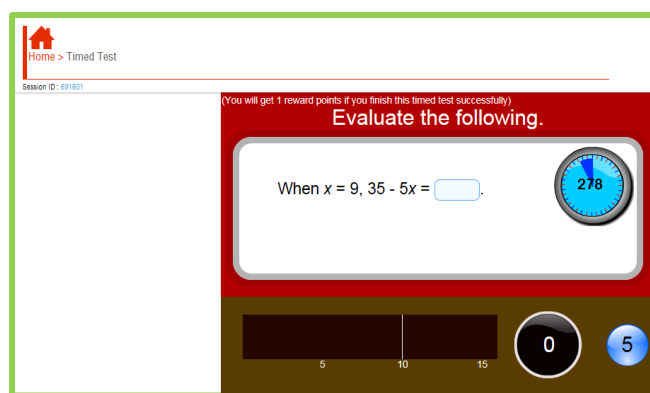 Home > Timed Test
Session ID : 691601
(You will get 1 reward points if you finish this timed test successfully)
Evaluate the following.
When x = 9, 35 - 5x = .
278
0
5
5 10 15